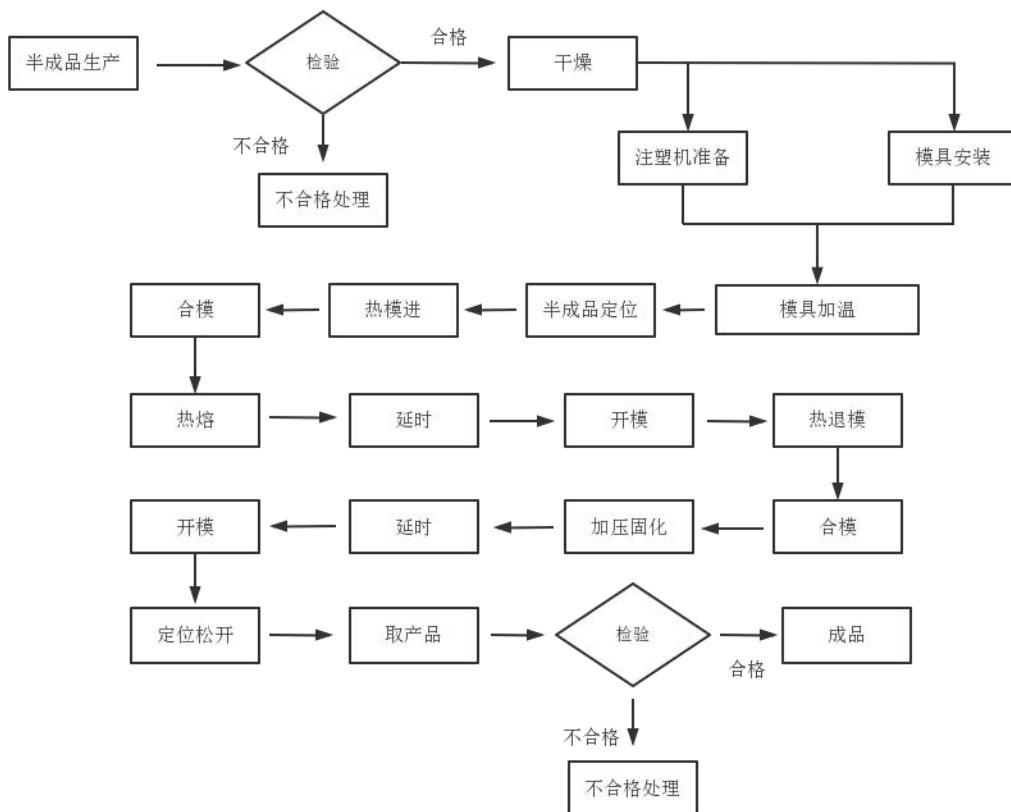 半成品生产
检验
合格
干燥
不合格
不合格处理
注塑机准备
模具安装
合模
热模进
半成品定位
模具加温
热熔
延时
开模
热退模
开模
延时
加压固化
合模
定位松开
取产品
检验
合格
成品
不合格
不合格处理